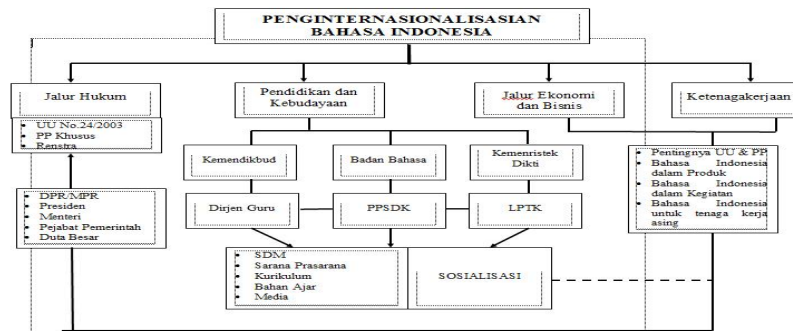 PENGINTERNASIONALISASIAN
BAHASA INDONESIA
Jalur Hukum
Pendidikan dan
Kebudayaan
Jalur Ekonomi
dan Bisnis
Ketenagakerjaan
• UU No.24/2003
• PP Khusus
• Renstra
Kemendikbud
Badan Bahasa
Kemenristek
Dikti
• Pentingnya UU & PP
• Bahasa Indonesia
dalam Produk
• Bahasa Indonesia
dalam Kegiatan
• Bahasa Indonesia
untuk tenaga kerja
asing
• DPR/MPR
• Presiden
• Menteri
• Pejabat Pemerintah
• Duta Besar
Dirjen Guru
PPSDK
LPTK
• SDM
• Sarana Prasarana
• Kurikulum
• Bahan Ajar
• Media
SOSIALISASI